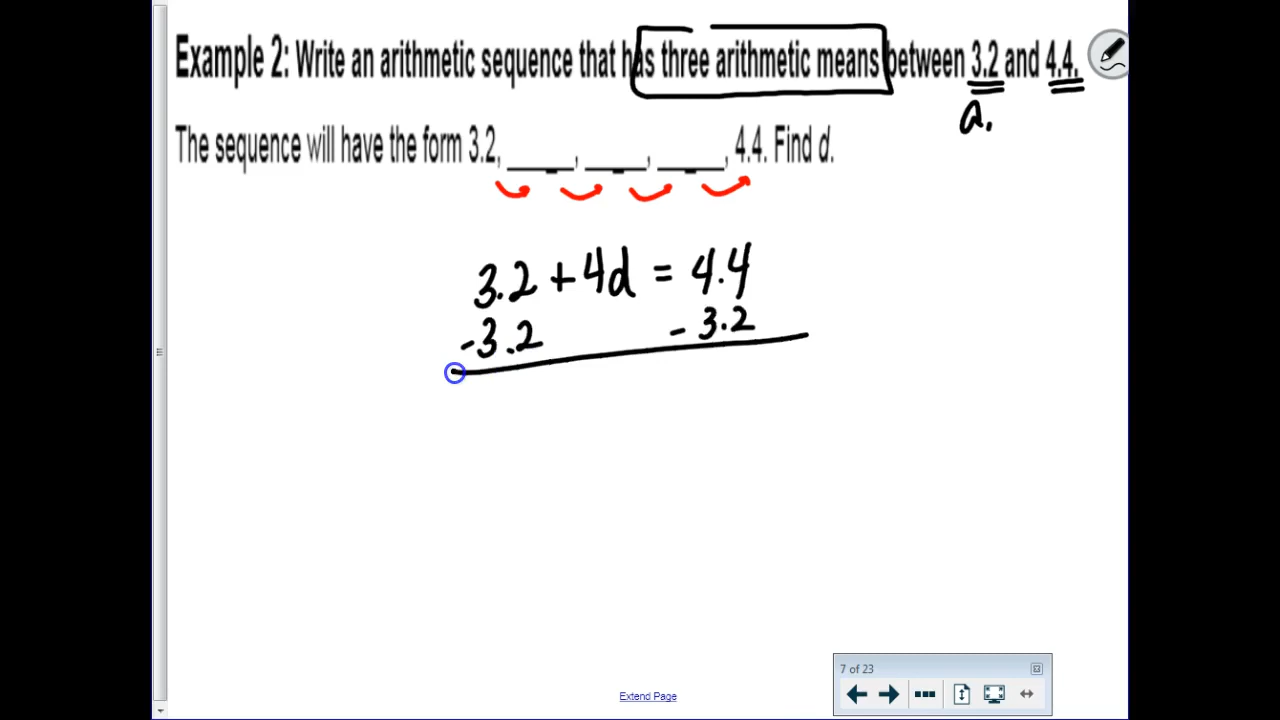 Example 2: Write an arithmetic sequence that has three arithmetic means between 3.2 and 4.4.
a.
The sequence will have the form 3.2, ____, ____, ____, 4.4. Find d.
3.2 + 4d = 4.4
-3.2 - 3.2
7 of 23
Extend Page